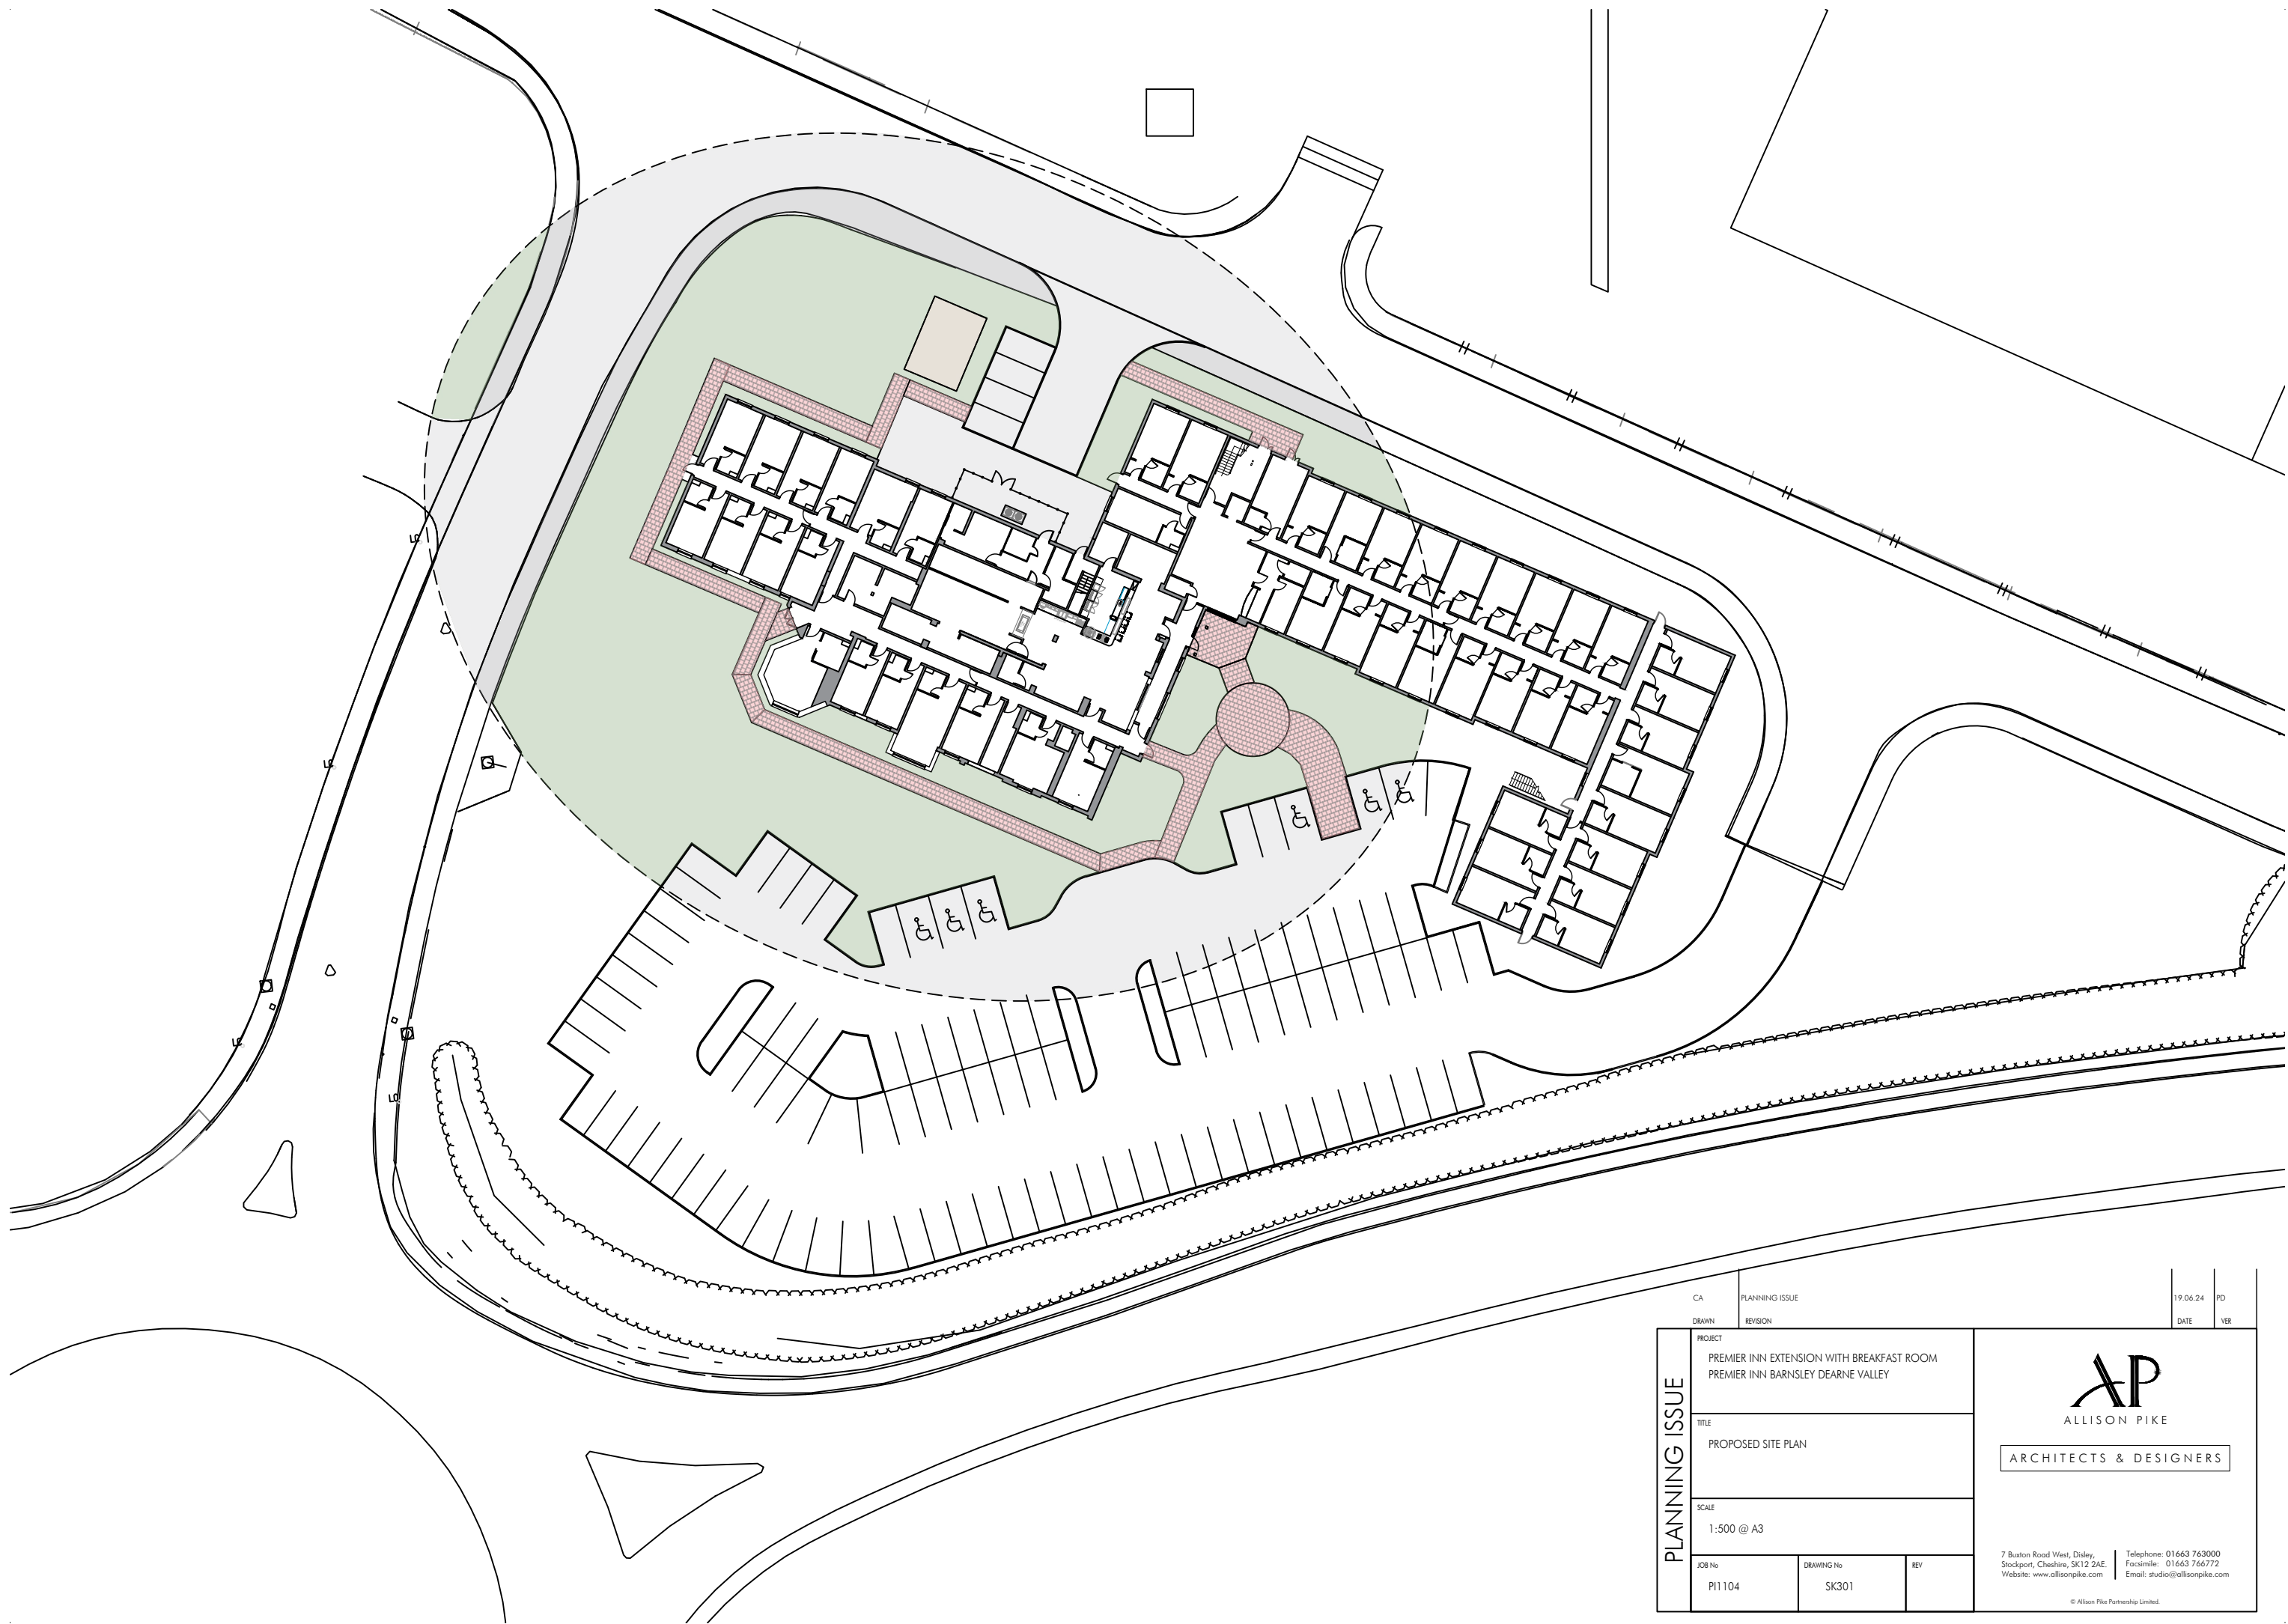 CA PLANNING ISSUE 19.06.24 PD
DRAWN REVISION DATE VER
PLANNING ISSUE
PROJECT
PREMIER INN EXTENSION WITH BREAKFAST ROOM
PREMIER INN BARNSLEY DEARNE VALLEY
TITLE
PROPOSED SITE PLAN
SCALE
1:500 @ A3
JOB No DRAWING No REV
PI1104 SK301
AP
ALLISON PIKE
ARCHITECTS & DESIGNERS
7 Buxton Road West, Disley,
Stockport, Cheshire, SK12 2AE.
Website: www.allisonpike.com
Telephone: 01663 763000
Facsimile: 01663 766772
Email: studio@allisonpike.com
© Allison Pike Partnership Limited.